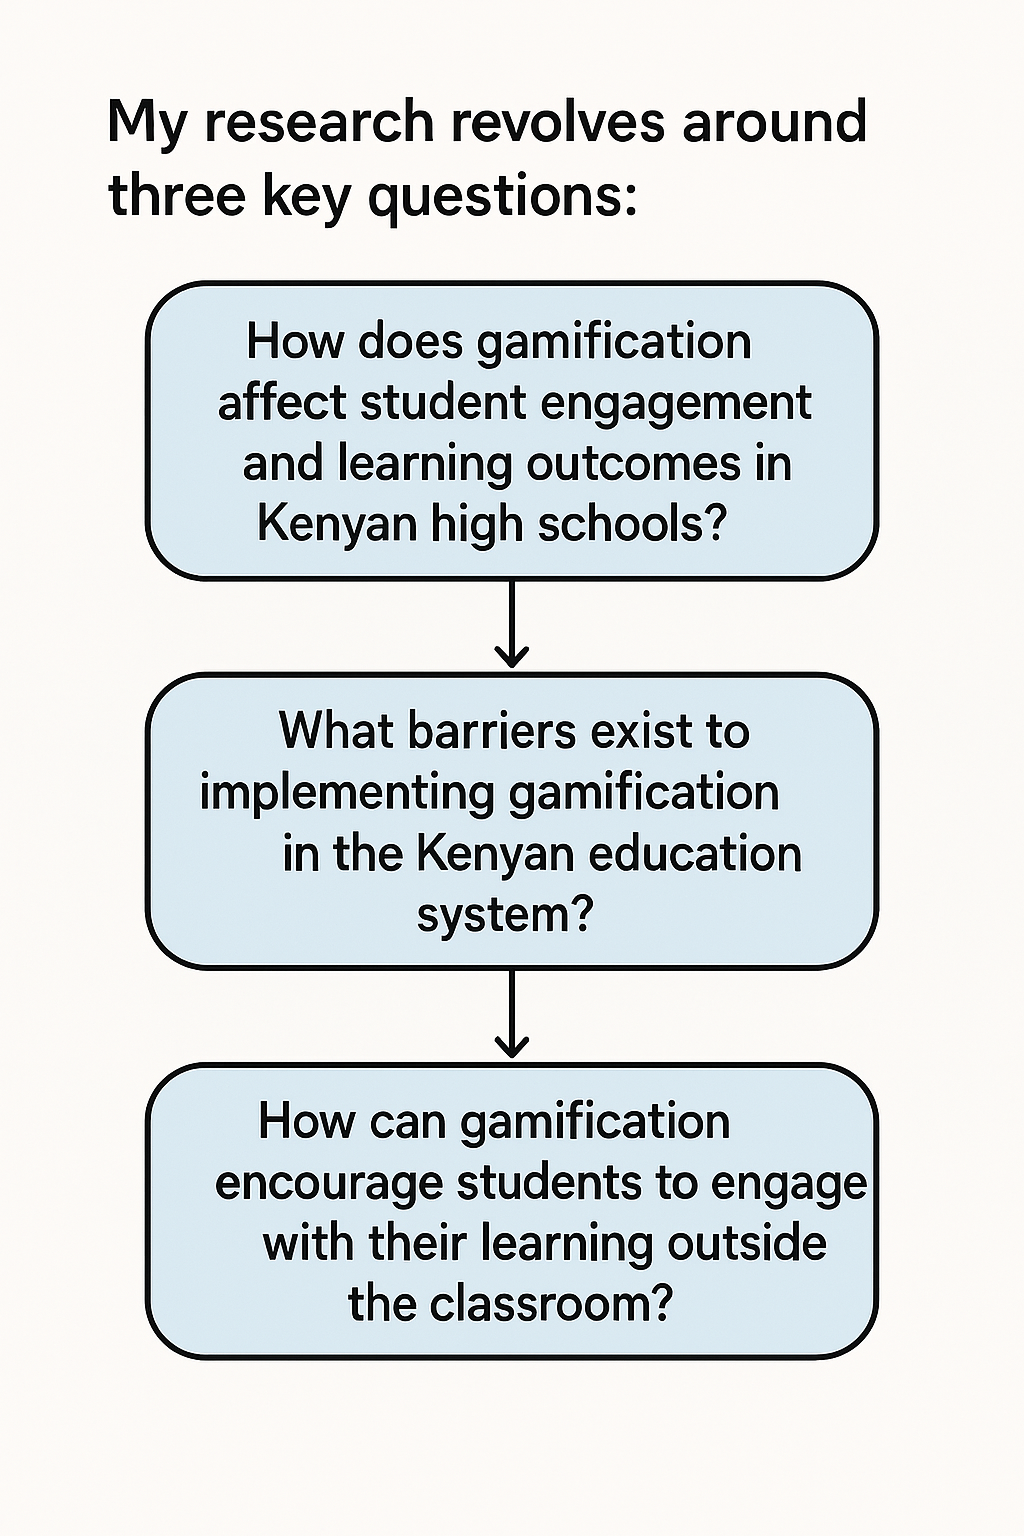 My research revolves around
three key questions:
How does gamification
affect student engagement
and learning outcomes in
Kenyan high schools?
What barriers exist to
implementing gamification
in the Kenyan education
system?
How can gamification
encourage students to engage
with their learning outside
the classroom?